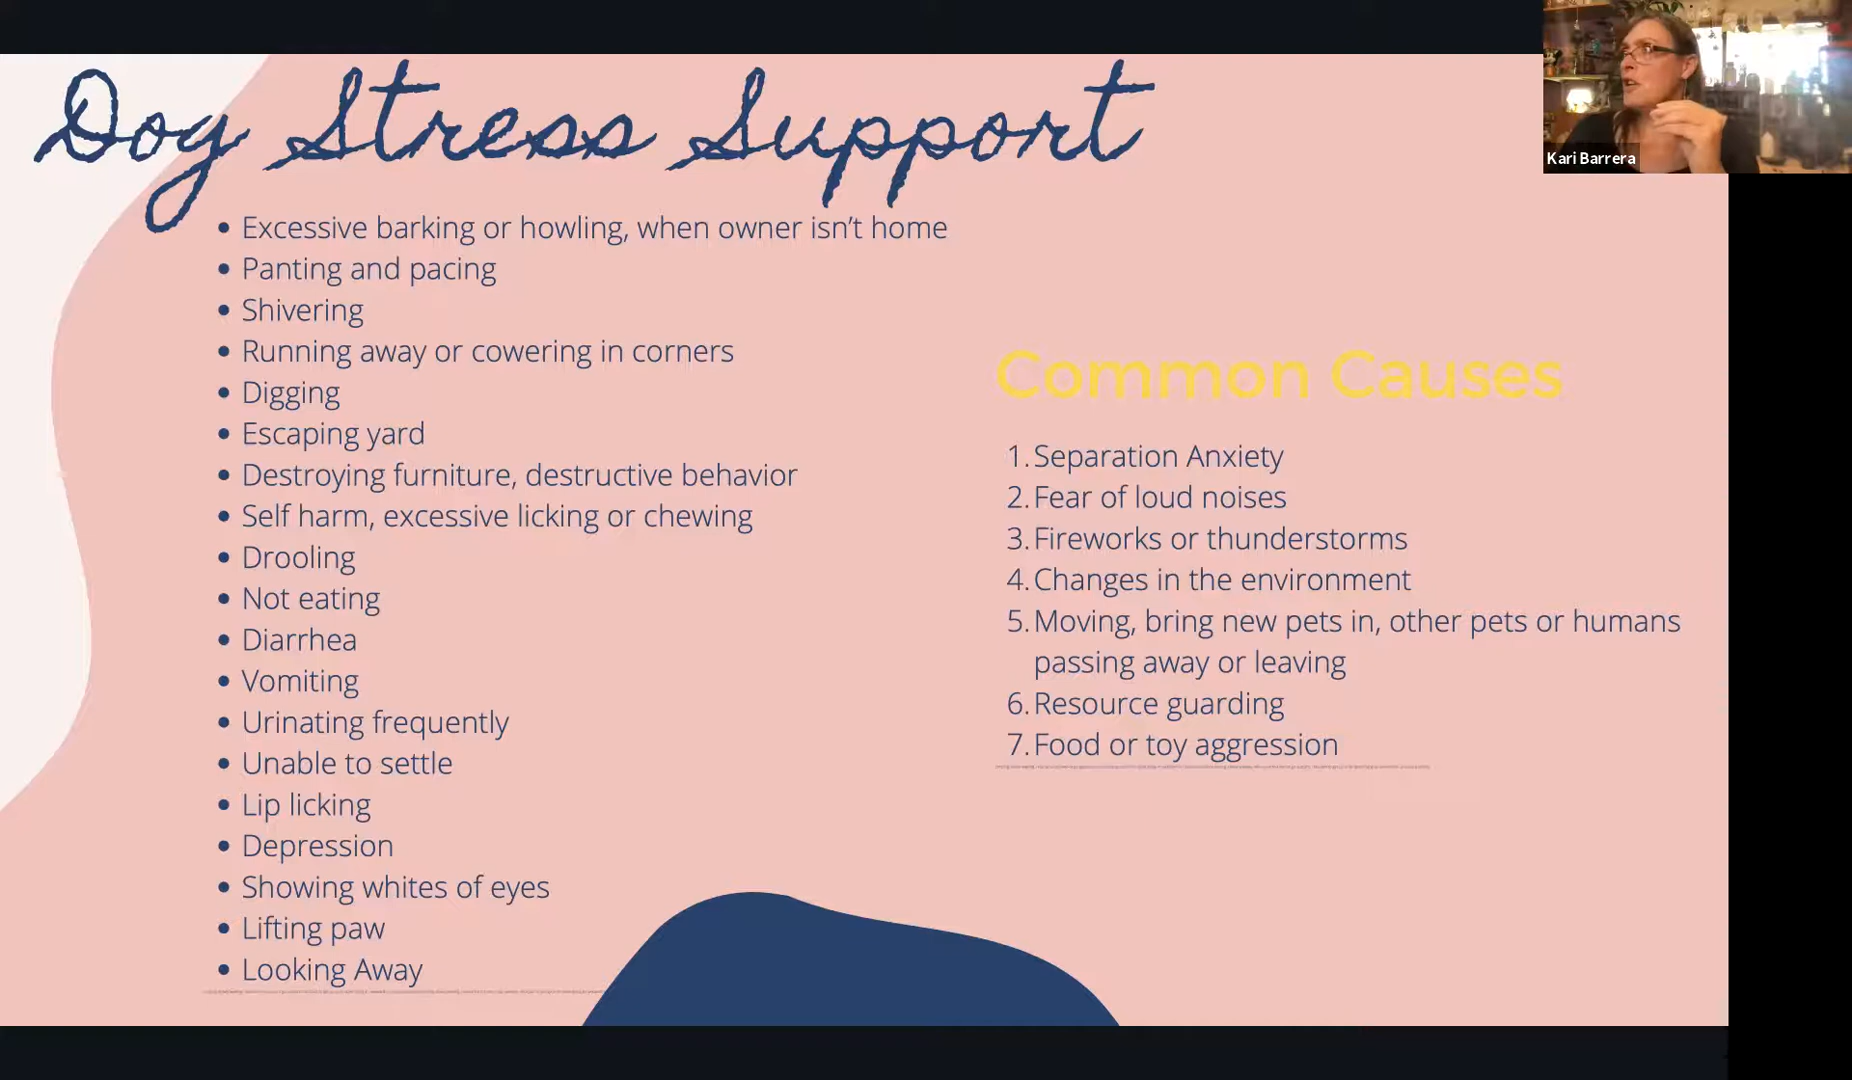 Dog Stress Support
Kari Barrera
• Excessive barking or howling, when owner isn’t home
• Panting and pacing
• Shivering
• Running away or cowering in corners
• Digging
• Escaping yard
• Destroying furniture, destructive behavior
• Self harm, excessive licking or chewing
• Drooling
• Not eating
• Diarrhea
• Vomiting
• Urinating frequently
• Unable to settle
• Lip licking
• Depression
• Showing whites of eyes
• Lifting paw
• Looking Away
Common Causes
1. Separation Anxiety
2. Fear of loud noises
3. Fireworks or thunderstorms
4. Changes in the environment
5. Moving, bring new pets in, other pets or humans
passing away or leaving
6. Resource guarding
7. Food or toy aggression